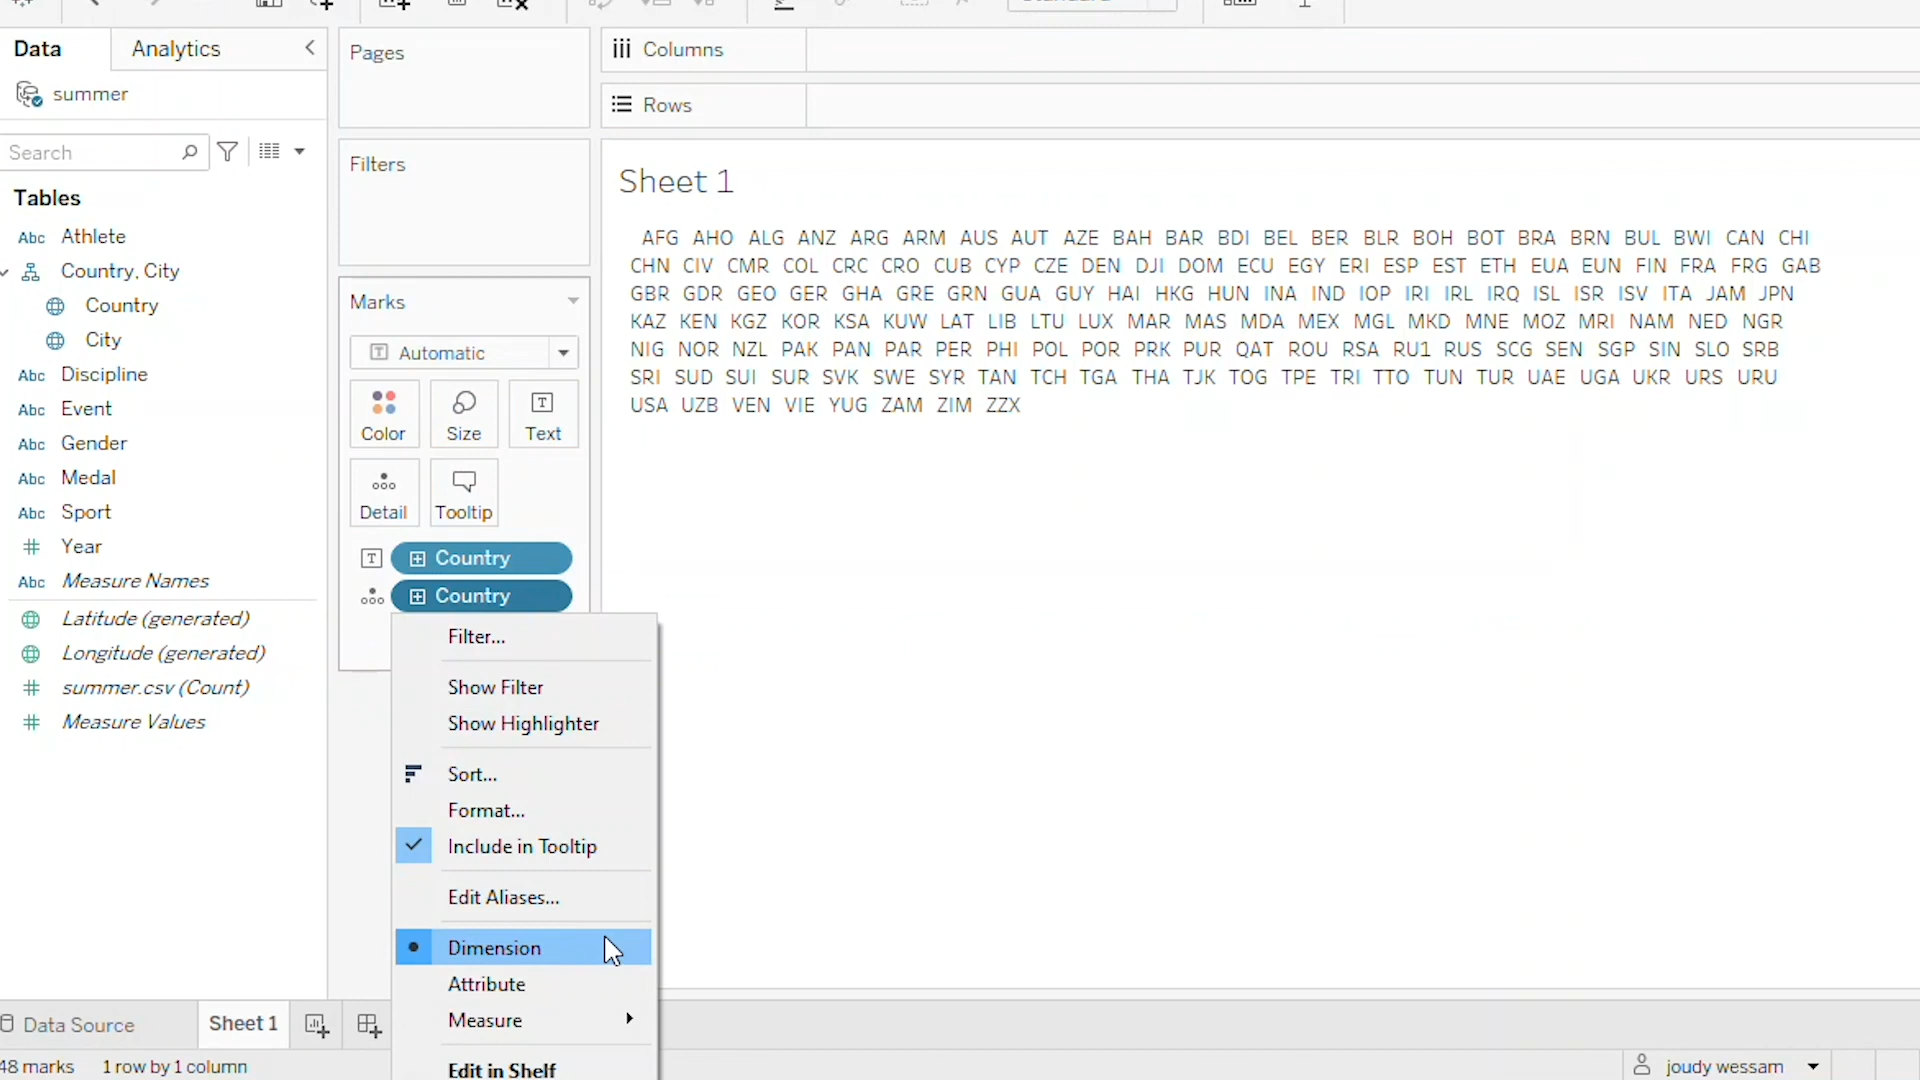 Standard
Data
Analytics
summer
Search
Tables
Abc Athlete
Country, City
Country
City
Abc Discipline
Abc Event
Abc Gender
Abc Medal
Abc Sport
Year
Abc Measure Names
Latitude (generated)
Longitude (generated)
summer.csv (Count)
Measure Values
Pages
Filters
Marks
Automatic
Color
Size
Text
Detail
Tooltip
Country
Country
Filter...
Show Filter
Show Highlighter
Sort...
Format...
Include in Tooltip
Edit Aliases...
Dimension
Attribute
Measure
Edit in Shelf
Columns
Rows
Sheet 1
AFG AHO ALG ANZ ARG ARM AUS AUT AZE BAH BAR BDI BEL BER BLR BOH BOT BRA BRN BUL BWI CAN CHI
CHN CIV CMR COL CRC CRO CUB CYP CZE DEN DJI DOM ECU EGY ERI ESP EST ETH EUA EUN FIN FRA FRG GAB
GBR GDR GEO GER GHA GRE GRN GUA GUY HAI HKG HUN INA IND IOP IRI IRL IRQ ISL ISR ISV ITA JAM JPN
KAZ KEN KGZ KOR KSA KUW LAT LIB LTU LUX MAR MAS MDA MEX MGL MKD MNE MOZ MRI NAM NED NGR
NIG NOR NZL PAK PAN PAR PER PHI POL POR PRK PUR QAT ROU RSA RU1 RUS SCG SEN SGP SIN SLO SRB
SRI SUD SUI SUR SVK SWE SYR TAN TCH TGA THA TJK TOG TPE TRI TTO TUN TUR UAE UGA UKR URS URU
USA UZB VEN VIE YUG ZAM ZIM ZZX
Data Source
Sheet 1
48 marks
1 row by 1 column
joudy wessam